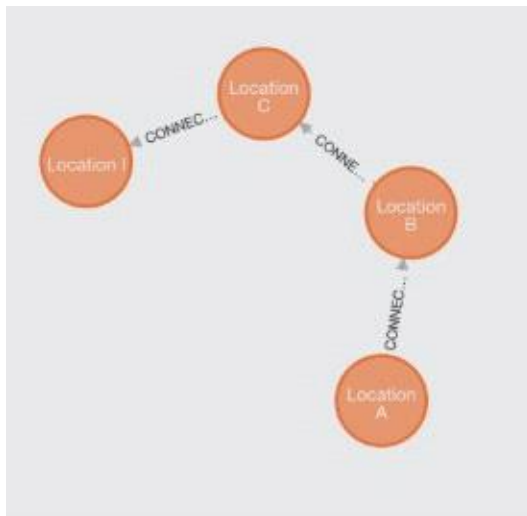 Location
C
CONNEC...
Location I
CONNE...
Location
B
CONNEC...
Location
A